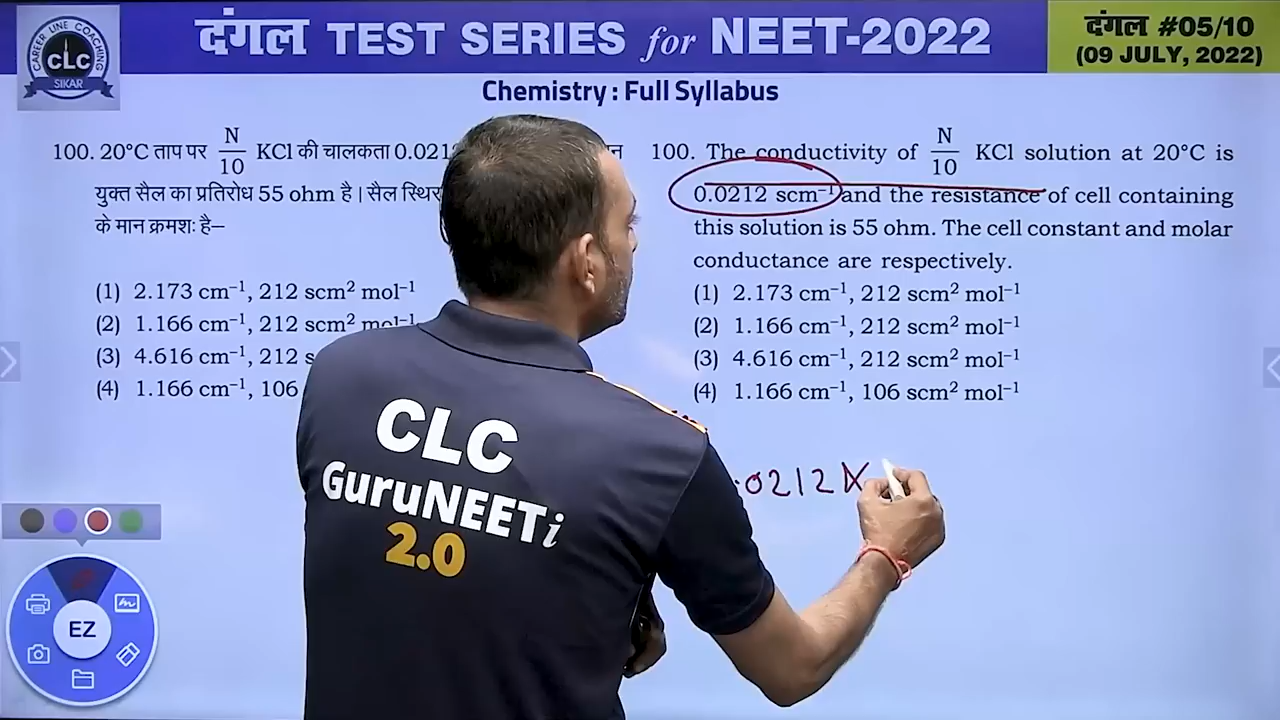 CAREER LINE COACHING
CLC
SIKAR
दंगल TEST SERIES for NEET-2022
दंगल #05/10
(09 JULY, 2022)
Chemistry : Full Syllabus
100. 20°C ताप पर N/10 KCl की चालकता 0.021
युक्त सैल का प्रतिरोध 55 ohm है। सैल स्थिर
के मान क्रमशः है–
(1) 2.173 cm⁻¹, 212 scm² mol⁻¹
(2) 1.166 cm⁻¹, 212 scm² mol⁻¹
(3) 4.616 cm⁻¹, 212 s
(4) 1.166 cm⁻¹, 106
100. The conductivity of N/10 KCl solution at 20°C is
0.0212 scm⁻¹ and the resistance of cell containing
this solution is 55 ohm. The cell constant and molar
conductance are respectively.
(1) 2.173 cm⁻¹, 212 scm² mol⁻¹
(2) 1.166 cm⁻¹, 212 scm² mol⁻¹
(3) 4.616 cm⁻¹, 212 scm² mol⁻¹
(4) 1.166 cm⁻¹, 106 scm² mol⁻¹
.0212 X
CLC
GuruNEETi
2.0
EZ